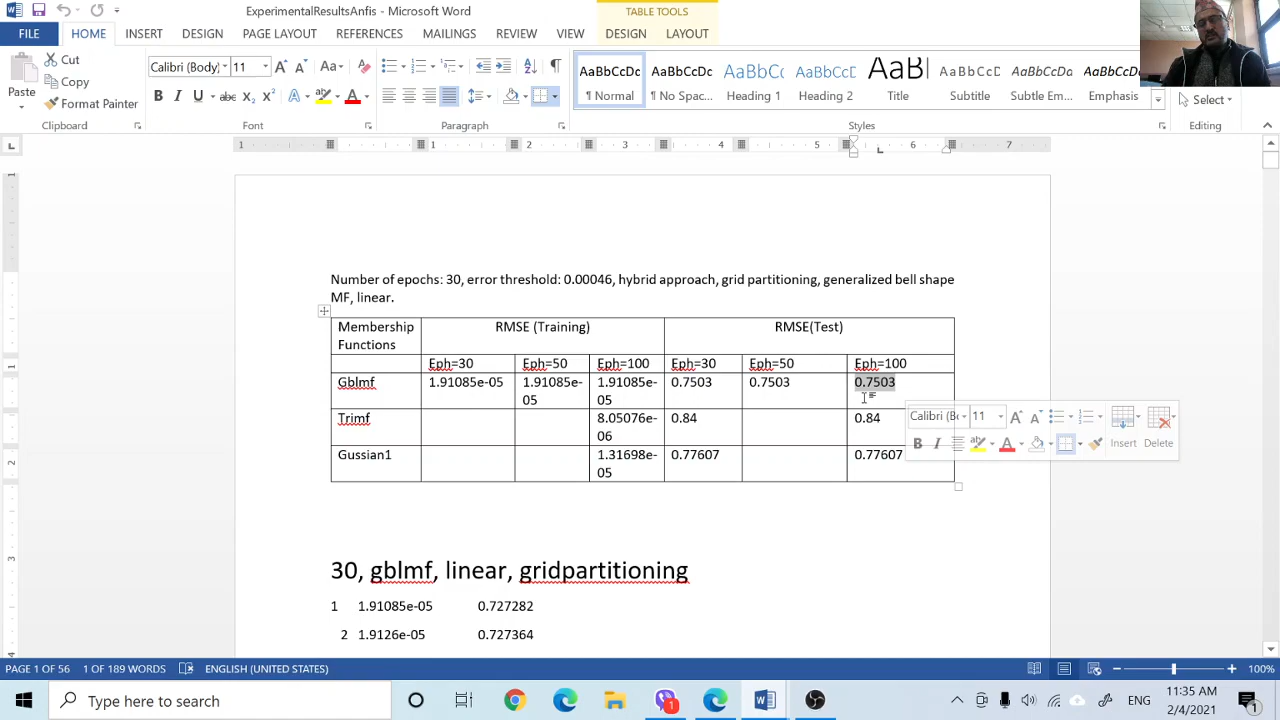 ExperimentalResultsAnfis - Microsoft Word
TABLE TOOLS
FILE HOME INSERT DESIGN PAGE LAYOUT REFERENCES MAILINGS REVIEW VIEW DESIGN LAYOUT
Paste
Cut
Copy
Format Painter
Calibri (Body) 11
AaBbCcDc AaBbCcDc AaBbCc AaBbCcD AaBbI AaBbCcD AaBbCcDc AaBbCcDc
¶ Normal ¶ No Spac... Heading 1 Heading 2 Title Subtitle Subtle Em... Emphasis
Select
Clipboard Font Paragraph Styles Editing
Number of epochs: 30, error threshold: 0.00046, hybrid approach, grid partitioning, generalized bell shape
MF, linear.
Membership Functions RMSE (Training) RMSE(Test)
Eph=30 Eph=50 Eph=100 Eph=30 Eph=50 Eph=100
Gblmf 1.91085e-05 1.91085e-05 1.91085e-05 0.7503 0.7503 0.7503
Trimf 8.05076e-06 0.84 0.84
Gussian1 1.31698e-05 0.77607 0.77607
Calibri (Bo 11
Insert Delete
30, gblmf, linear, gridpartitioning
1 1.91085e-05 0.727282
2 1.9126e-05 0.727364
PAGE 1 OF 56 1 OF 189 WORDS ENGLISH (UNITED STATES) 100%
Type here to search
ENG
11:35 AM
2/4/2021